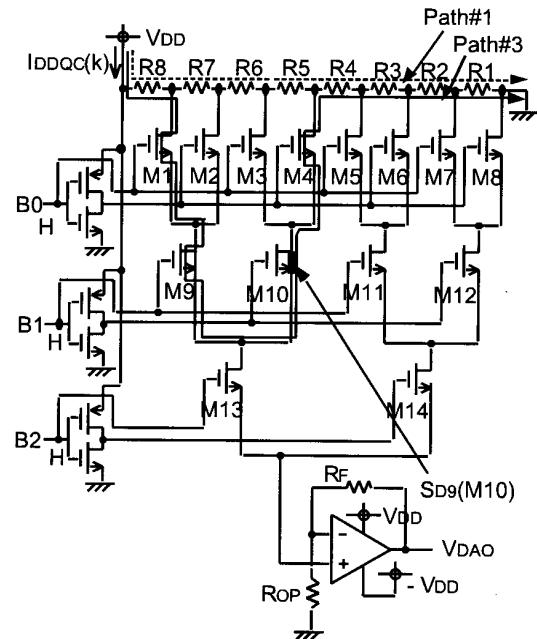 Path#1
VDD
Path#3
IDDQC(k)
R8 R7 R6 R5 R4 R3 R2 R1
M1 M2 M3 M4 M5 M6 M7 M8
B0
H
M9 M10 M11 M12
B1
H
M13 M14
B2
H
SD9(M10)
RF
VDD
-
+
VDAO
ROP
- VDD